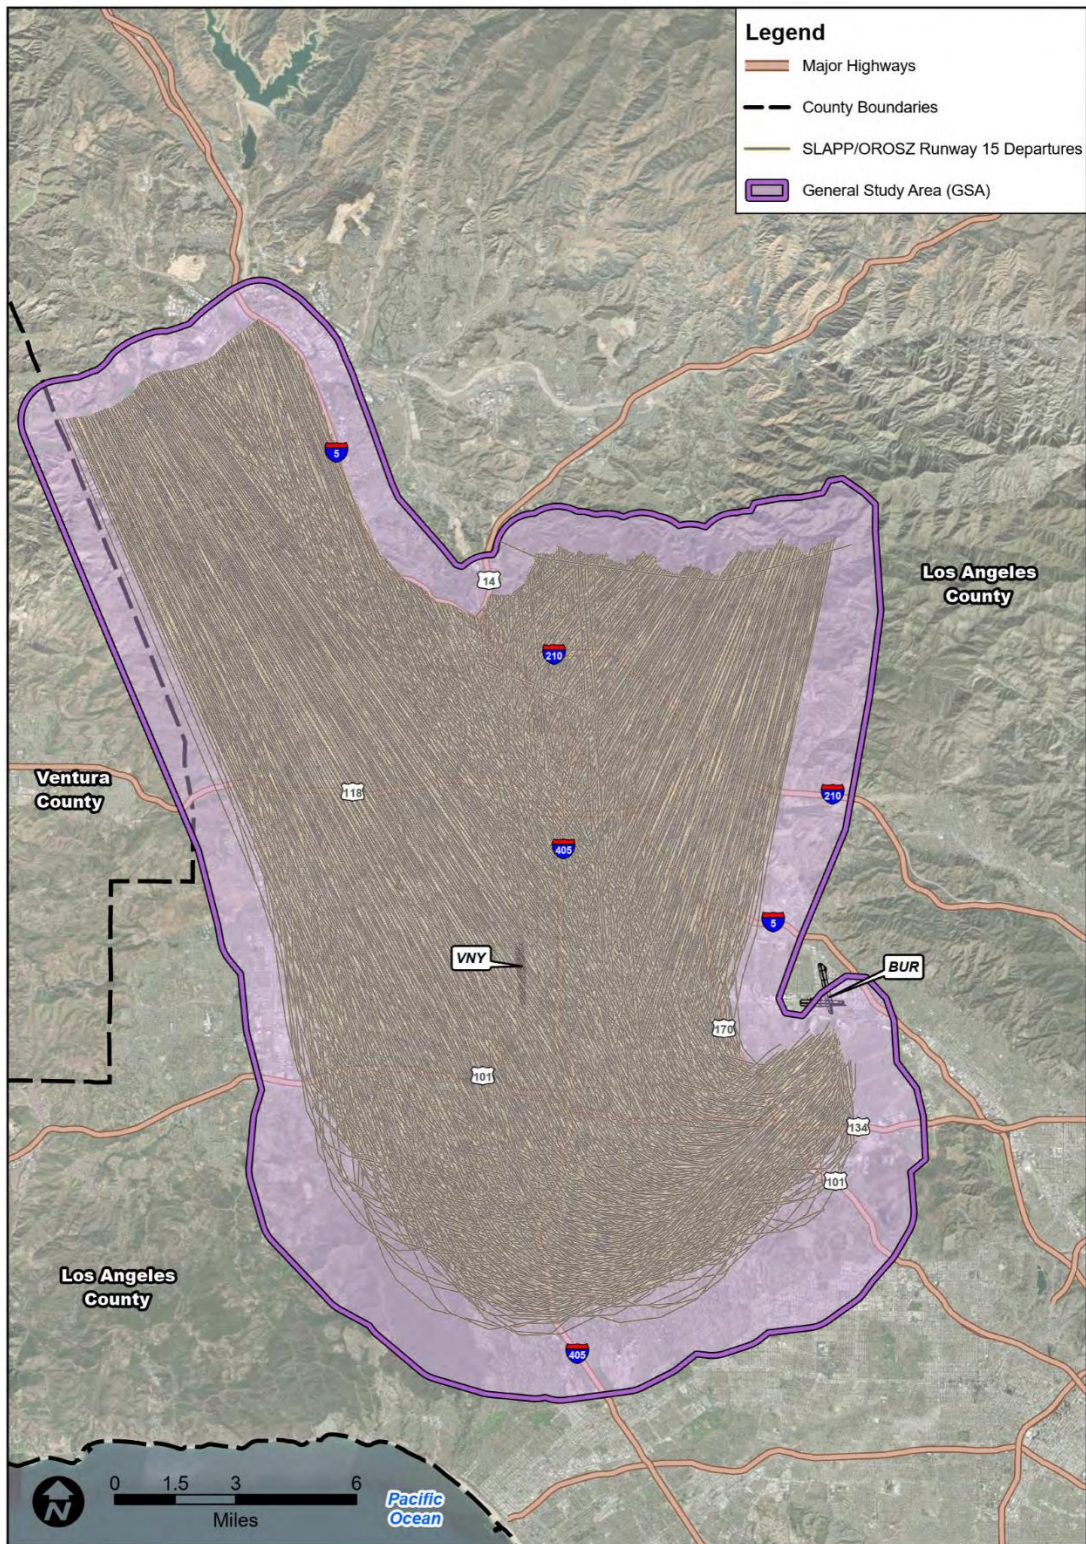 Legend
Major Highways
County Boundaries
SLAPP/OROSZ Runway 15 Departures
General Study Area (GSA)
5
14
Los Angeles
County
210
Ventura
County
118
210
405
5
VNY
BUR
170
101
134
101
Los Angeles
County
405
N
0 1.5 3 6
Miles
Pacific
Ocean